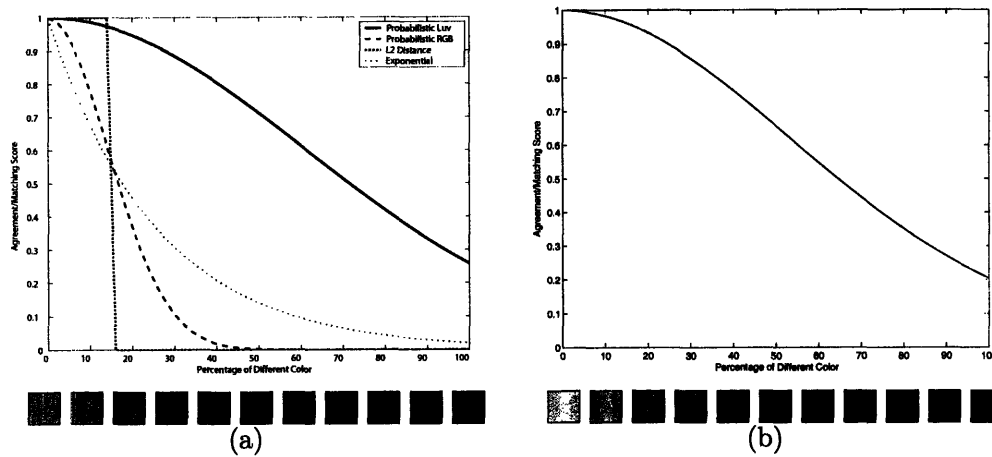 Probabilistic Luv
Probabilistic RGB
L2 Distance
Exponential
1
0.9
0.8
0.7
0.6
0.5
0.4
0.3
0.2
0.1
0
Agreement/Matching Score
0 10 20 30 40 50 60 70 80 90 100
Percentage of Different Color
(a)
1
0.9
0.8
0.7
0.6
0.5
0.4
0.3
0.2
0.1
0
Agreement/Matching Score
0 10 20 30 40 50 60 70 80 90 100
Percentage of Different Color
(b)